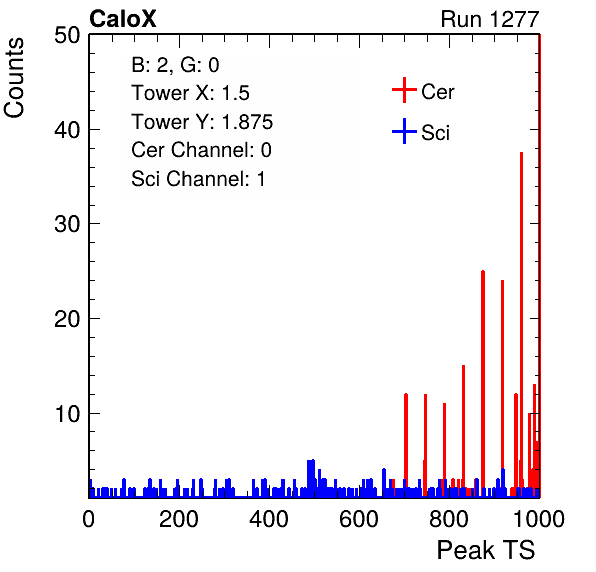 CaloX Run 1277
Counts
50
40
30
20
10
B: 2, G: 0
Tower X: 1.5
Tower Y: 1.875
Cer Channel: 0
Sci Channel: 1
Cer
Sci
0 200 400 600 800 1000
Peak TS